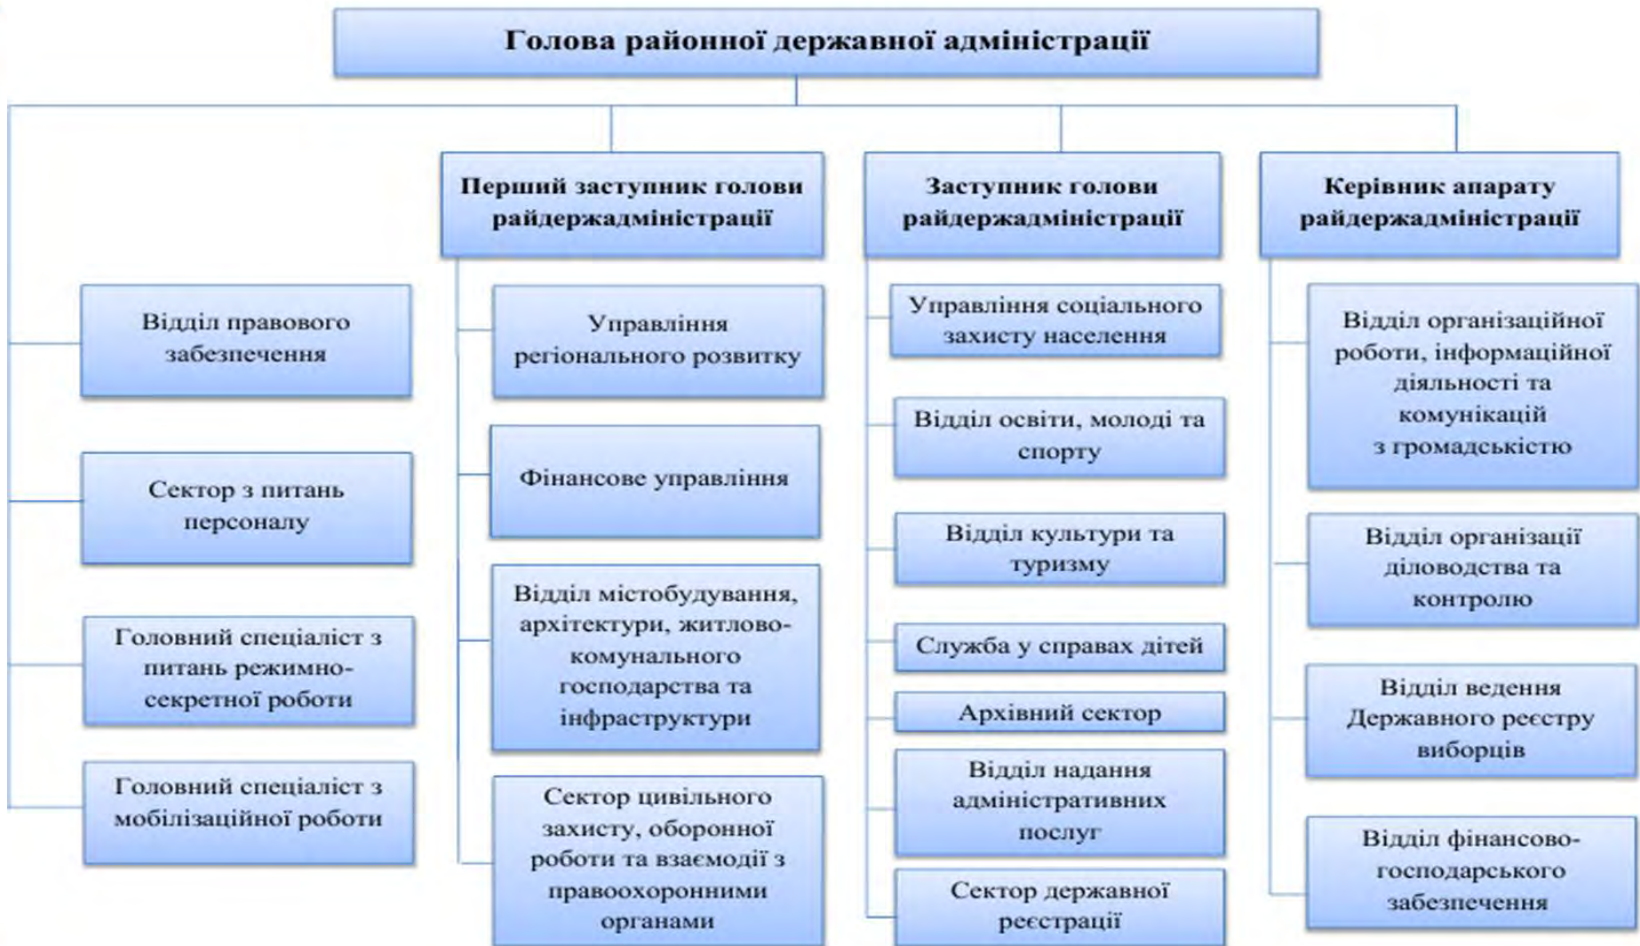 Голова районної державної адміністрації
Перший заступник голови
райдержадміністрації
Заступник голови
райдержадміністрації
Керівник апарату
райдержадміністрації
Відділ правового
забезпечення
Сектор з питань
персоналу
Головний спеціаліст з
питань режимно-
секретної роботи
Головний спеціаліст з
мобілізаційної роботи
Управління
регіонального розвитку
Фінансове управління
Відділ містобудування,
архітектури, житлово-
комунального
господарства та
інфраструктури
Сектор цивільного
захисту, оборонної
роботи та взаємодії з
правоохоронними
органами
Управління соціального
захисту населення
Відділ освіти, молоді та
спорту
Відділ культури та
туризму
Служба у справах дітей
Архівний сектор
Відділ надання
адміністративних
послуг
Сектор державної
реєстрації
Відділ організаційної
роботи, інформаційної
діяльності та
комунікацій
з громадськістю
Відділ організації
діловодства та
контролю
Відділ ведення
Державного реєстру
виборців
Відділ фінансово-
господарського
забезпечення